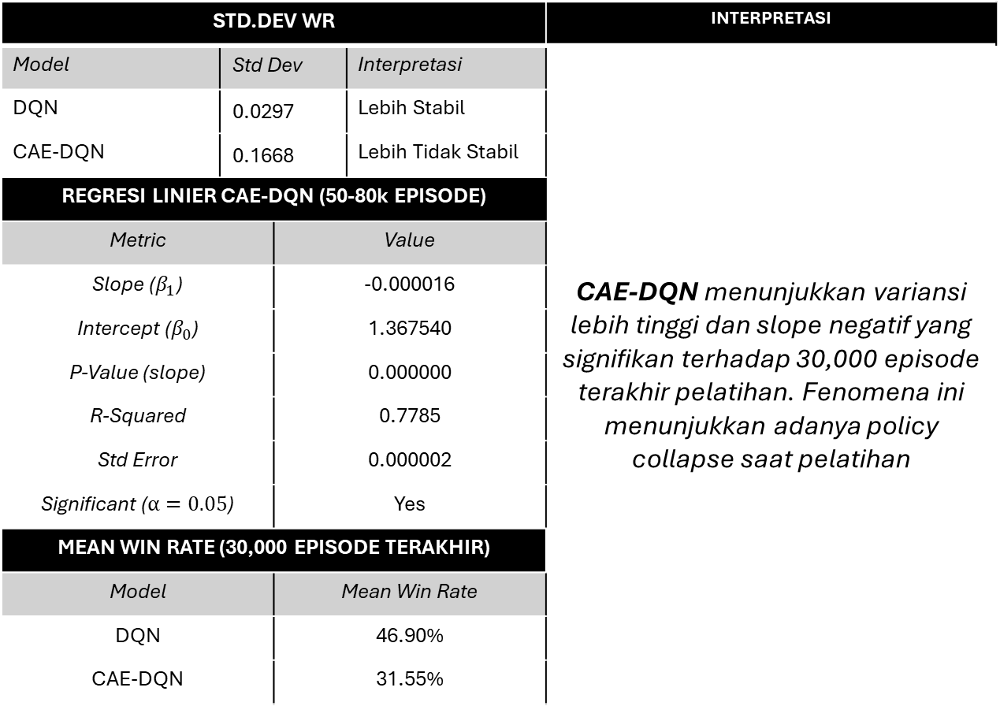 STD.DEV WR
INTERPRETASI
Model Std Dev Interpretasi
DQN 0.0297 Lebih Stabil
CAE-DQN 0.1668 Lebih Tidak Stabil
REGRESI LINIER CAE-DQN (50-80k EPISODE)
Metric Value
Slope (β₁) -0.000016
Intercept (β₀) 1.367540
P-Value (slope) 0.000000
R-Squared 0.7785
Std Error 0.000002
Significant (α = 0.05) Yes
MEAN WIN RATE (30,000 EPISODE TERAKHIR)
Model Mean Win Rate
DQN 46.90%
CAE-DQN 31.55%
CAE-DQN menunjukkan variansi
lebih tinggi dan slope negatif yang
signifikan terhadap 30,000 episode
terakhir pelatihan. Fenomena ini
menunjukkan adanya policy
collapse saat pelatihan